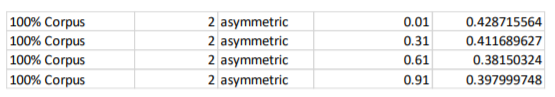 100% Corpus 2 asymmetric 0.01 0.428715564
100% Corpus 2 asymmetric 0.31 0.411689627
100% Corpus 2 asymmetric 0.61 0.38150324
100% Corpus 2 asymmetric 0.91 0.397999748